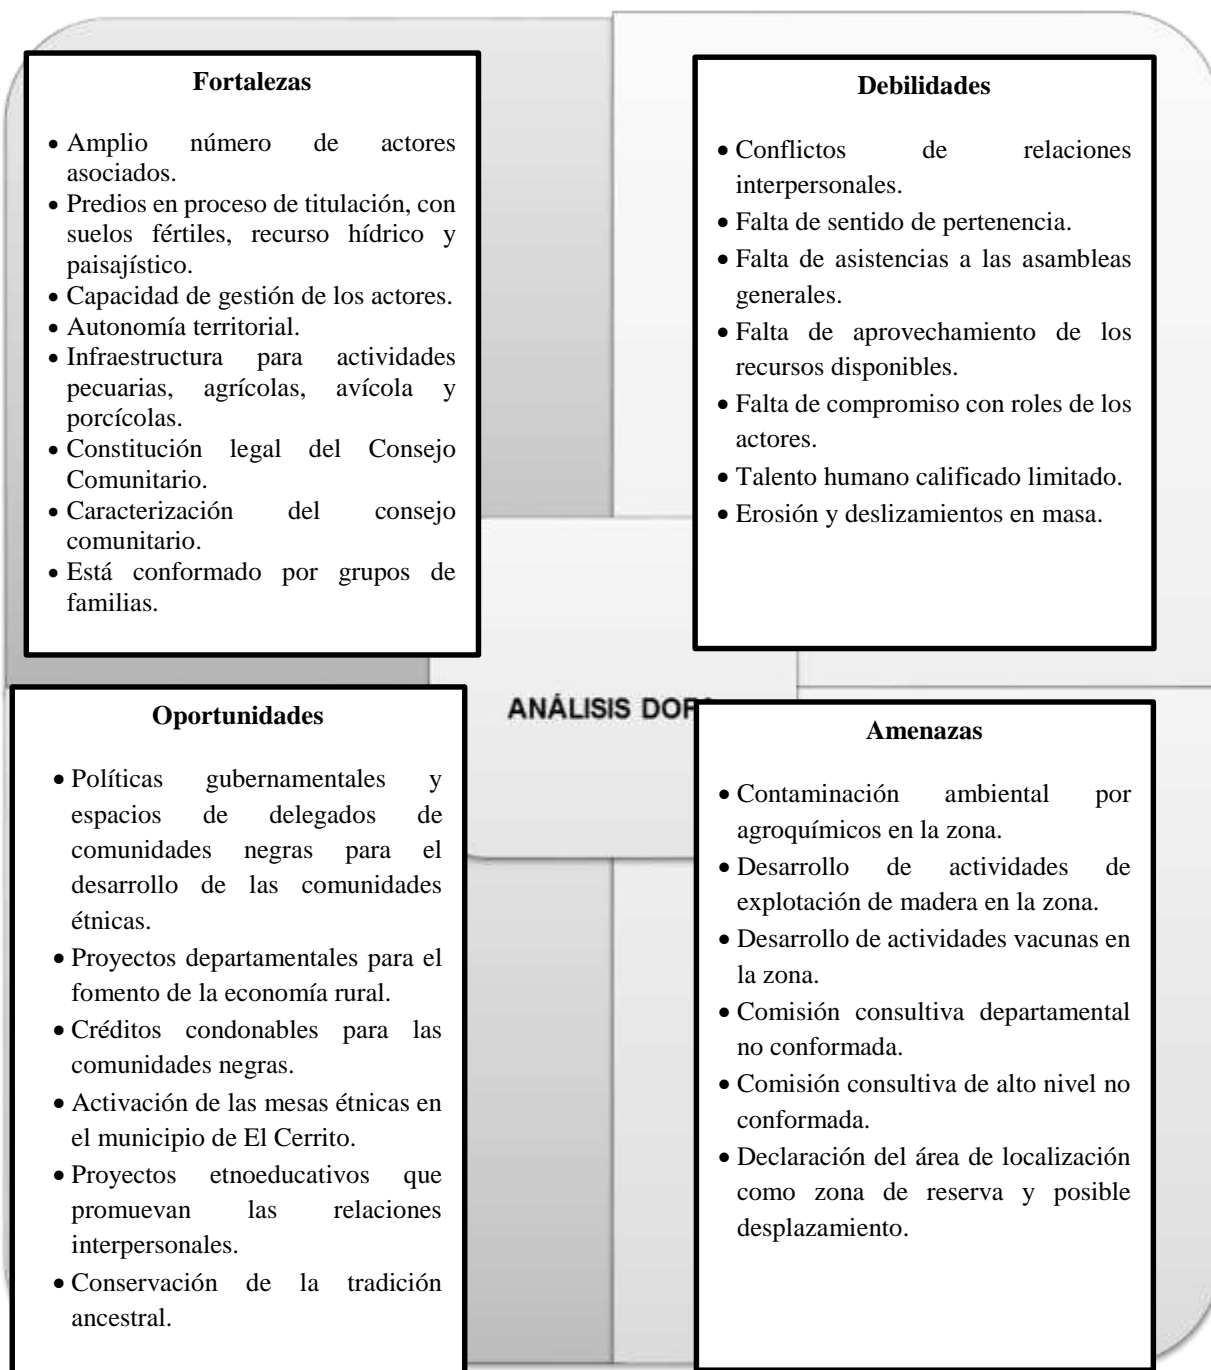 Fortalezas
• Amplio número de actores
asociados.
• Predios en proceso de titulación, con
suelos fértiles, recurso hídrico y
paisajístico.
• Capacidad de gestión de los actores.
• Autonomía territorial.
• Infraestructura para actividades
pecuarias, agrícolas, avícola y
porcícolas.
• Constitución legal del Consejo
Comunitario.
• Caracterización del consejo
comunitario.
• Está conformado por grupos de
familias.
Debilidades
• Conflictos de relaciones
interpersonales.
• Falta de sentido de pertenencia.
• Falta de asistencias a las asambleas
generales.
• Falta de aprovechamiento de los
recursos disponibles.
• Falta de compromiso con roles de los
actores.
• Talento humano calificado limitado.
• Erosión y deslizamientos en masa.
ANÁLISIS
Oportunidades
• Políticas gubernamentales y
espacios de delegados de
comunidades negras para el
desarrollo de las comunidades
étnicas.
• Proyectos departamentales para el
fomento de la economía rural.
• Créditos condonables para las
comunidades negras.
• Activación de las mesas étnicas en
el municipio de El Cerrito.
• Proyectos etnoeducativos que
promuevan las relaciones
interpersonales.
• Conservación de la tradición
ancestral.
Amenazas
• Contaminación ambiental por
agroquímicos en la zona.
• Desarrollo de actividades de
explotación de madera en la zona.
• Desarrollo de actividades vacunas en
la zona.
• Comisión consultiva departamental
no conformada.
• Comisión consultiva de alto nivel no
conformada.
• Declaración del área de localización
como zona de reserva y posible
desplazamiento.